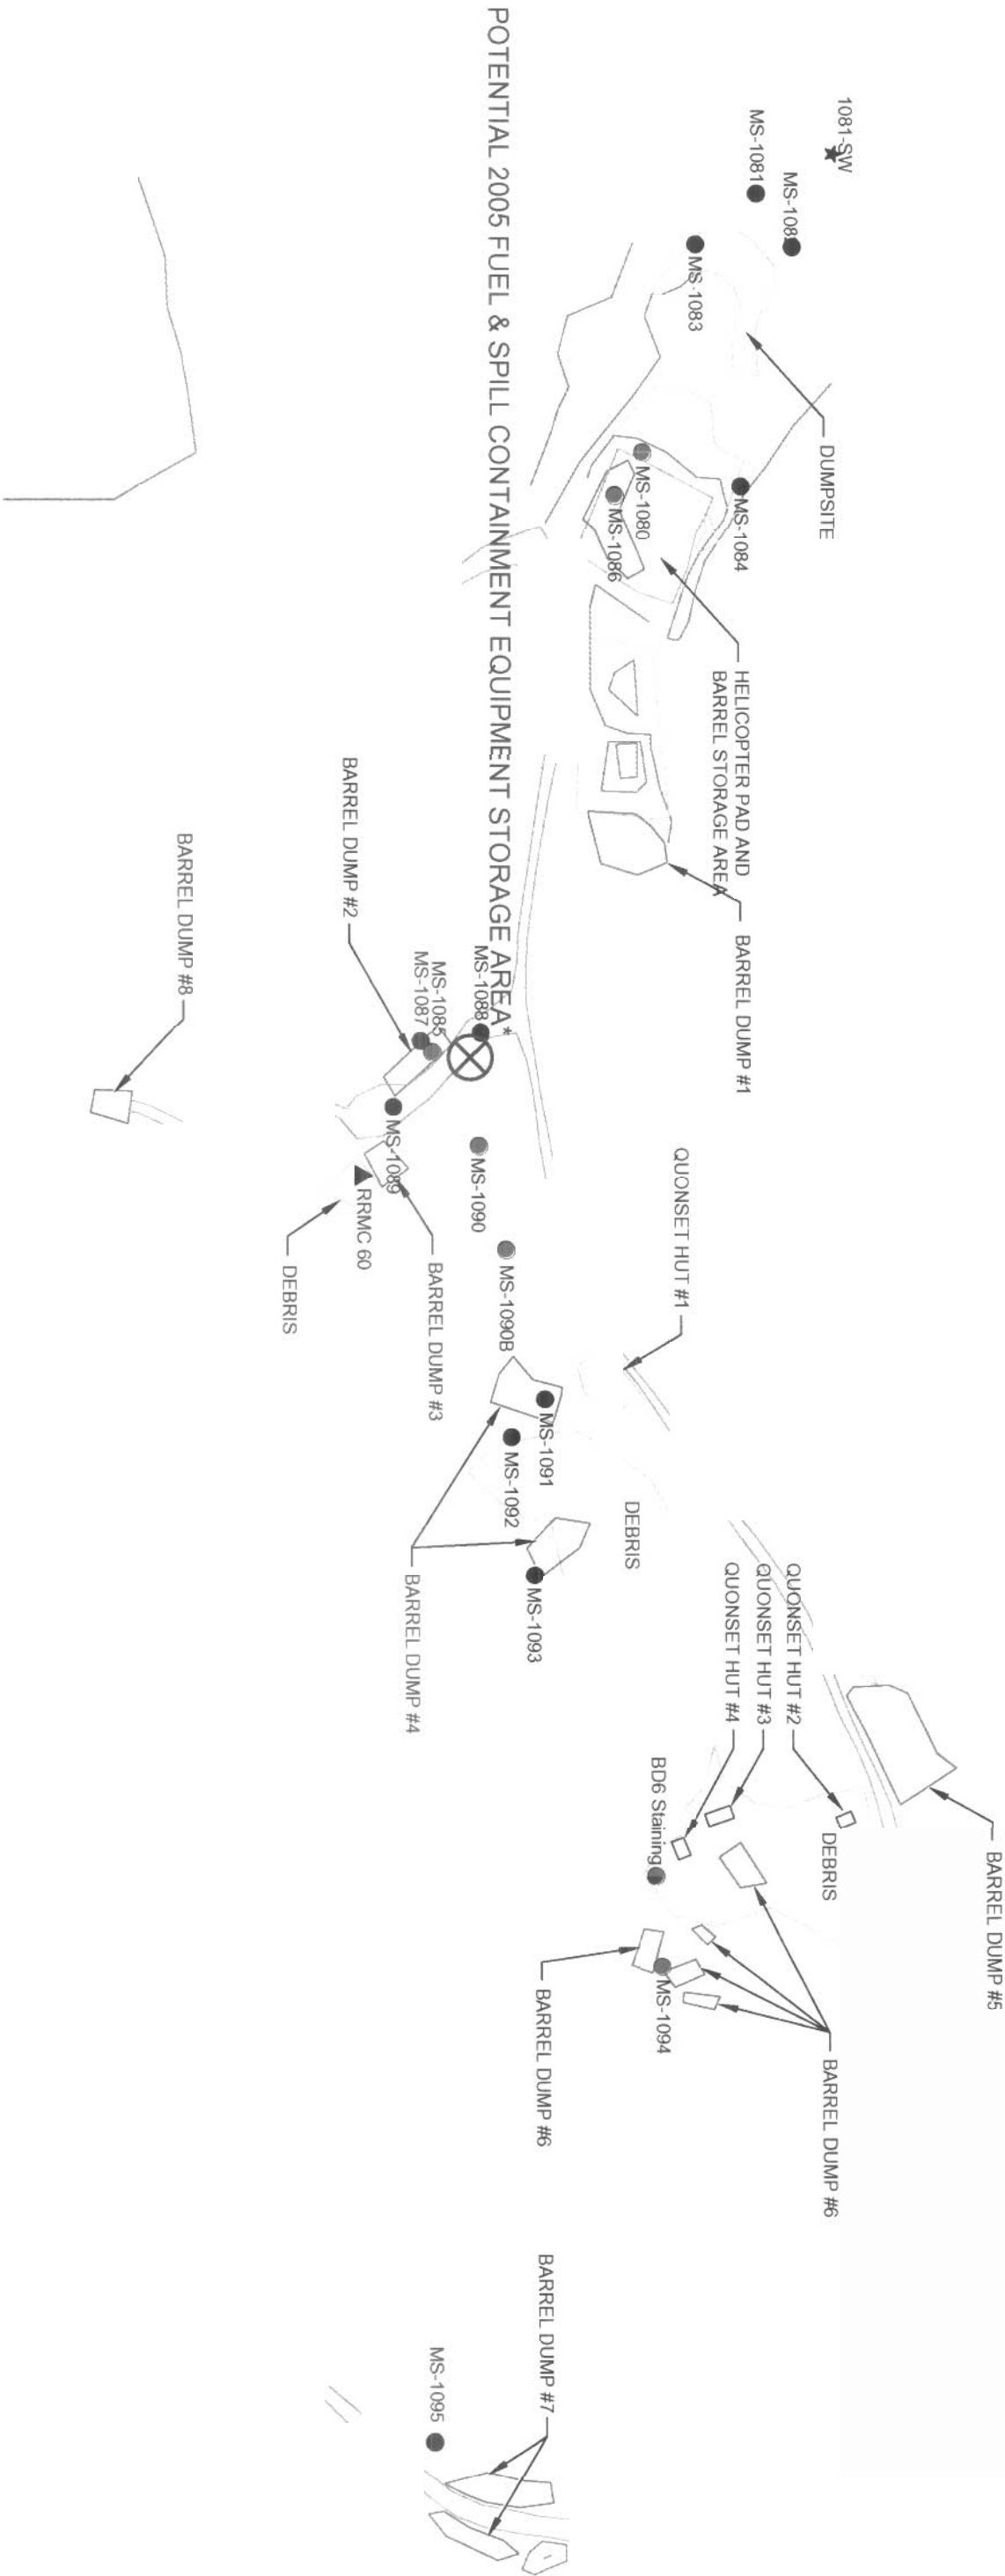 1081-SW
MS-1081
MS-1082
MS-1083
DUMPSITE
MS-1084
MS-1080
MS-1086
HELICOPTER PAD AND
BARREL STORAGE AREA
BARREL DUMP #1
POTENTIAL 2005 FUEL & SPILL CONTAINMENT EQUIPMENT STORAGE AREA*
BARREL DUMP #2
BARREL DUMP #8
MS-1088
MS-1085
MS-1087
MS-1089
RRMC 60
DEBRIS
BARREL DUMP #3
MS-1090
MS-1090B
QUONSET HUT #1
MS-1091
MS-1092
MS-1093
DEBRIS
BARREL DUMP #4
QUONSET HUT #2
QUONSET HUT #3
QUONSET HUT #4
BD6 Staining
DEBRIS
BARREL DUMP #5
MS-1094
BARREL DUMP #6
BARREL DUMP #6
BARREL DUMP #7
MS-1095